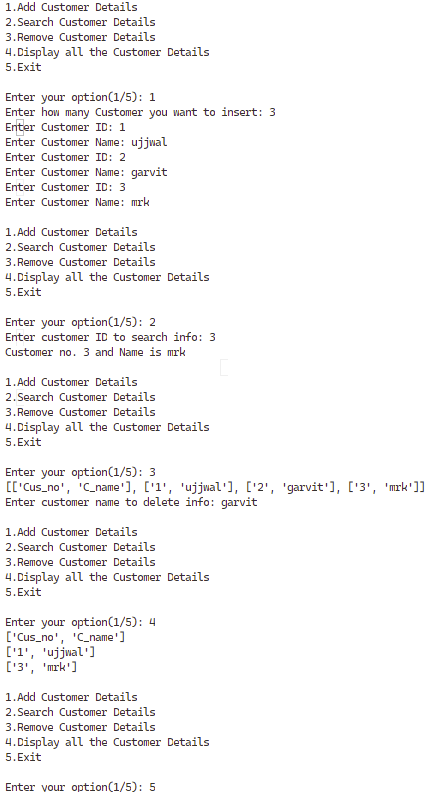 1.Add Customer Details
2.Search Customer Details
3.Remove Customer Details
4.Display all the Customer Details
5.Exit
Enter your option(1/5): 1
Enter how many Customer you want to insert: 3
Enter Customer ID: 1
Enter Customer Name: ujjwal
Enter Customer ID: 2
Enter Customer Name: garvit
Enter Customer ID: 3
Enter Customer Name: mrk
1.Add Customer Details
2.Search Customer Details
3.Remove Customer Details
4.Display all the Customer Details
5.Exit
Enter your option(1/5): 2
Enter customer ID to search info: 3
Customer no. 3 and Name is mrk
1.Add Customer Details
2.Search Customer Details
3.Remove Customer Details
4.Display all the Customer Details
5.Exit
Enter your option(1/5): 3
[['Cus_no', 'C_name'], ['1', 'ujjwal'], ['2', 'garvit'], ['3', 'mrk']]
Enter customer name to delete info: garvit
1.Add Customer Details
2.Search Customer Details
3.Remove Customer Details
4.Display all the Customer Details
5.Exit
Enter your option(1/5): 4
['Cus_no', 'C_name']
['1', 'ujjwal']
['3', 'mrk']
1.Add Customer Details
2.Search Customer Details
3.Remove Customer Details
4.Display all the Customer Details
5.Exit
Enter your option(1/5): 5